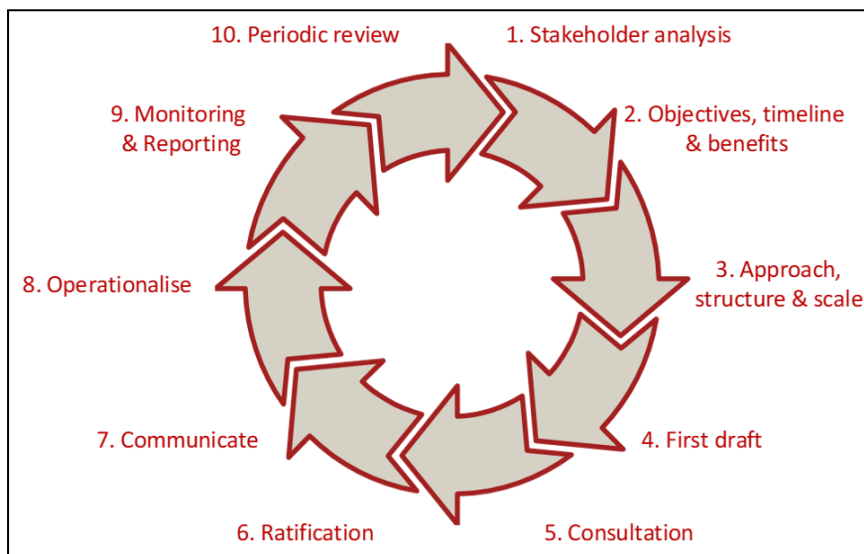 1. Stakeholder analysis
2. Objectives, timeline
& benefits
3. Approach,
structure & scale
4. First draft
5. Consultation
6. Ratification
7. Communicate
8. Operationalise
9. Monitoring
& Reporting
10. Periodic review